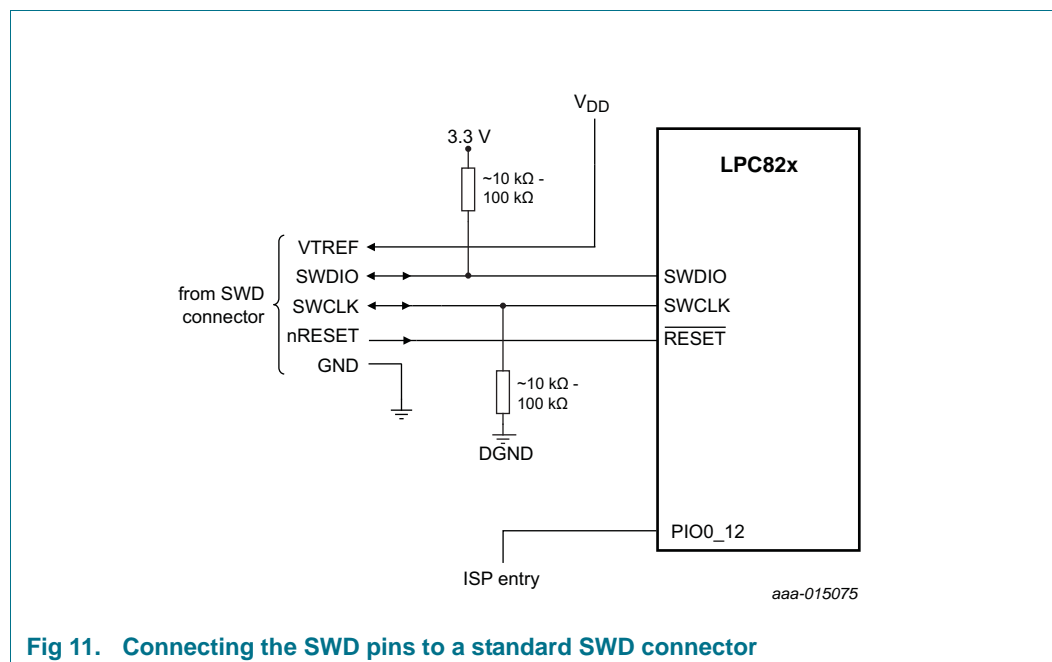 VDD
3.3 V
~10 kΩ -
100 kΩ
LPC82x
from SWD
connector
VTREF
SWDIO
SWCLK
nRESET
GND
SWDIO
SWCLK
RESET
~10 kΩ -
100 kΩ
DGND
PIO0_12
ISP entry
aaa-015075
Fig 11. Connecting the SWD pins to a standard SWD connector